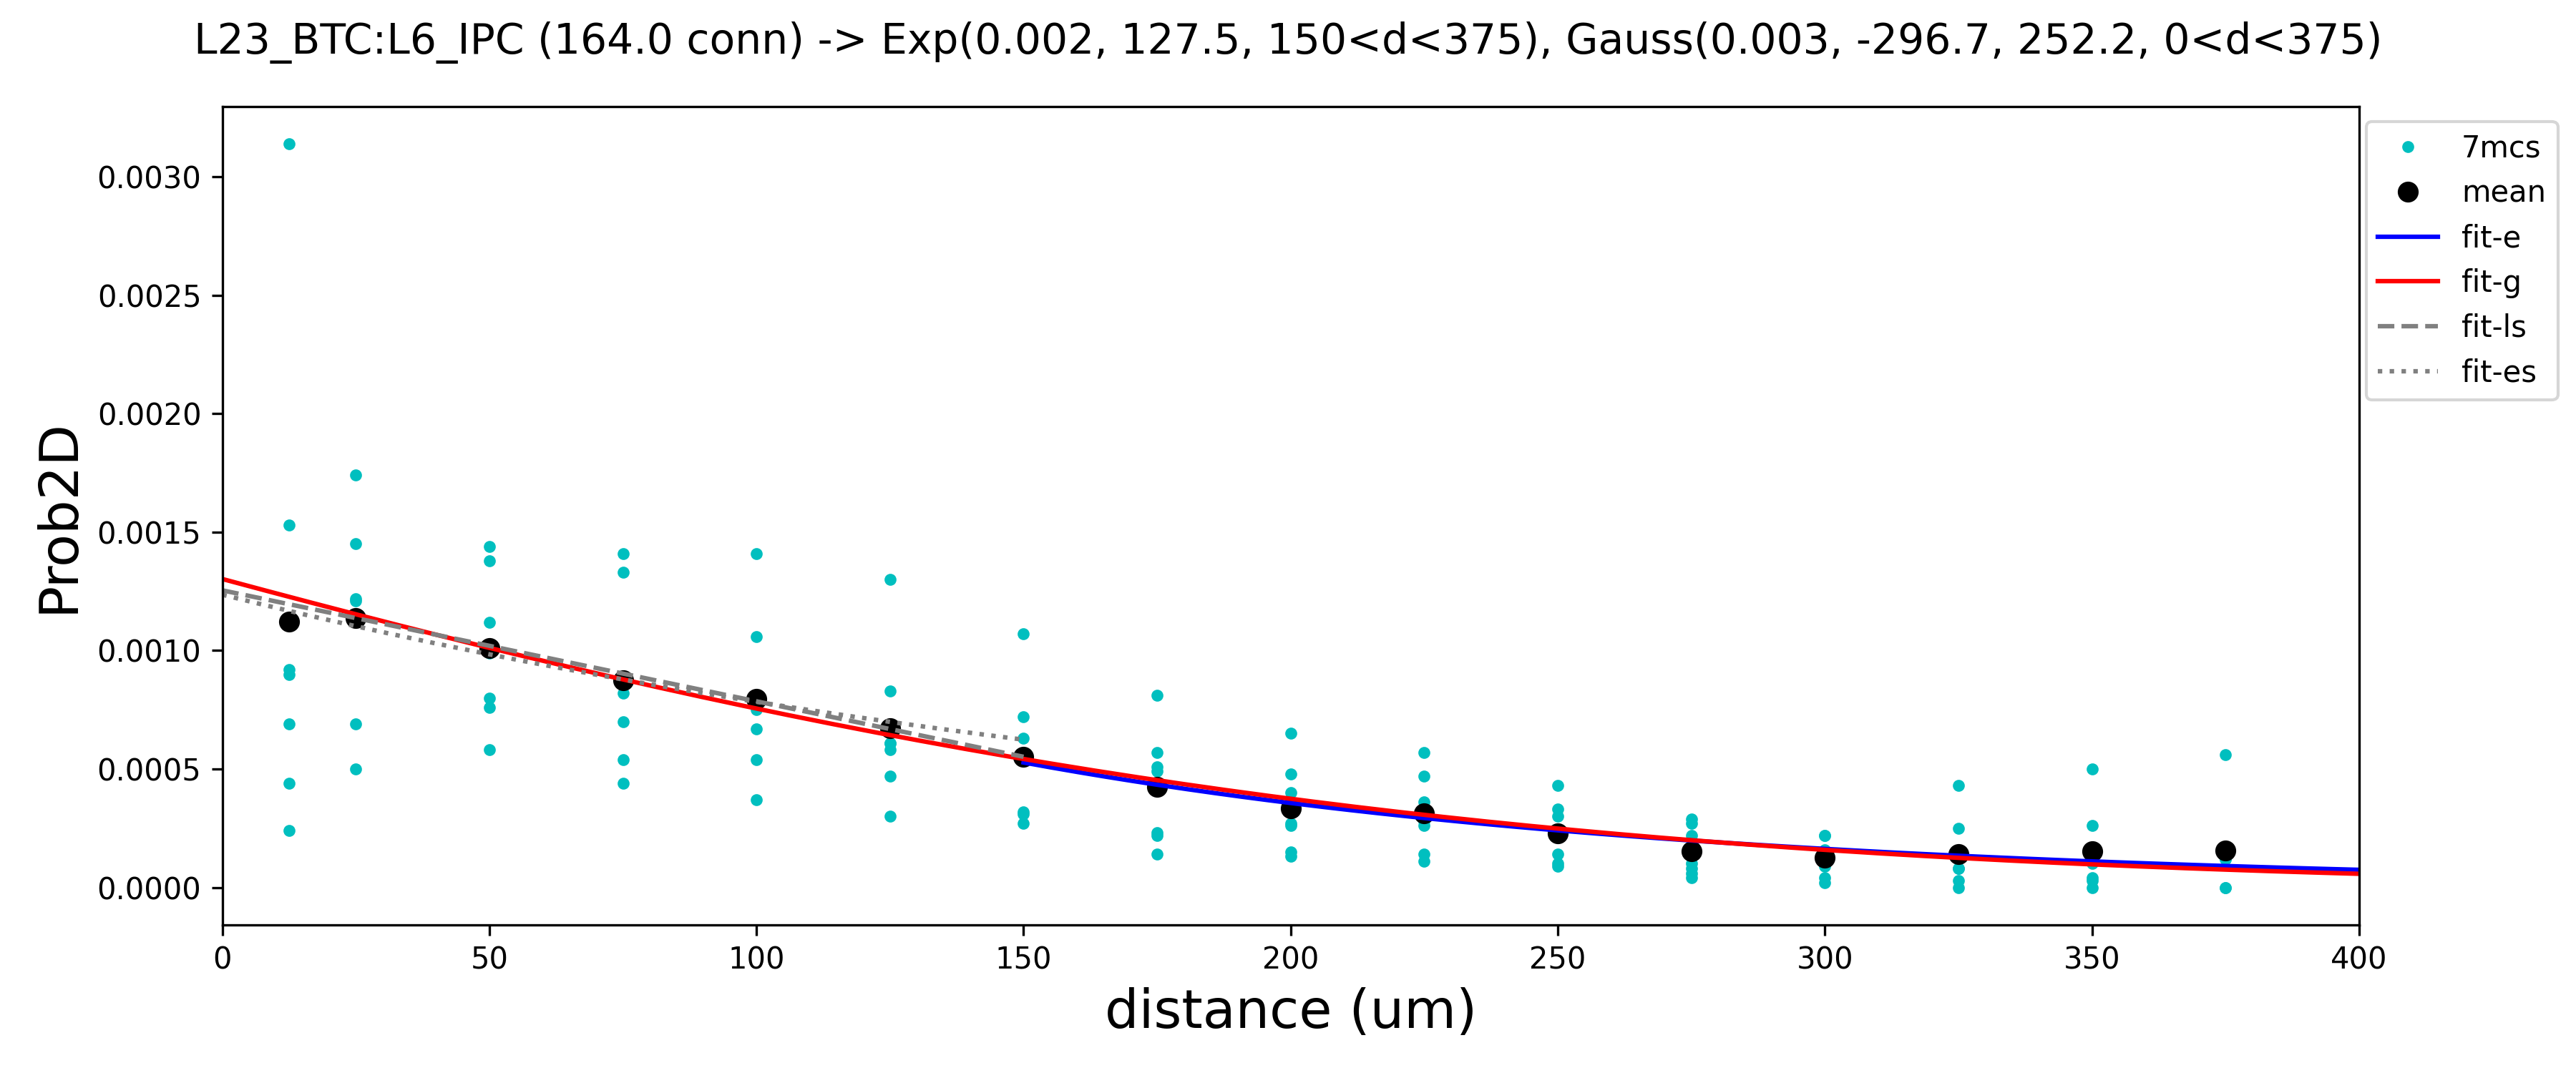 L23_BTC:L6_IPC (164.0 conn) -> Exp(0.002, 127.5, 150<d<375), Gauss(0.003, -296.7, 252.2, 0<d<375)
7mcs
mean
fit-e
fit-g
fit-ls
fit-es
Prob2D
0.0030
0.0025
0.0020
0.0015
0.0010
0.0005
0.0000
0 50 100 150 200 250 300 350 400
distance (um)